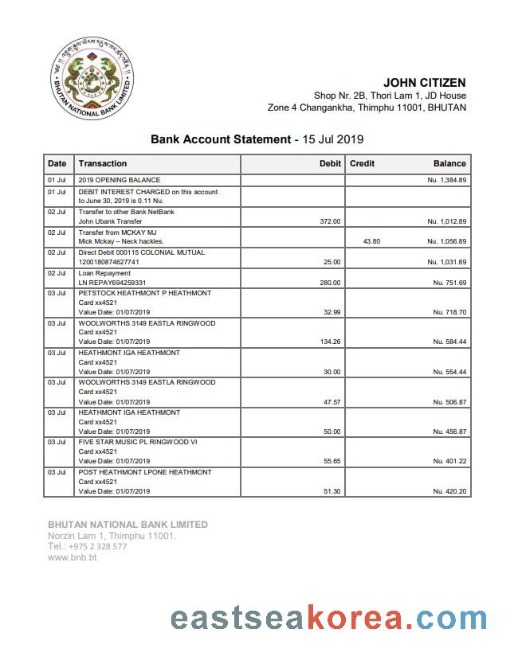 BHUTAN NATIONAL BANK LIMITED
JOHN CITIZEN
Shop Nr. 2B, Thori Lam 1, JD House
Zone 4 Changankha, Thimphu 11001, BHUTAN
Bank Account Statement - 15 Jul 2019
Date Transaction Debit Credit Balance
01 Jul 2019 OPENING BALANCE Nu. 1,384.89
01 Jul DEBIT INTEREST CHARGED on this account
to June 30, 2019 is 0.11 Nu.
02 Jul Transfer to other Bank NetBank
John Ubank Transfer 372.00 Nu. 1,012.89
02 Jul Transfer from MCKAY MJ
Mick Mckay – Neck hackles. 43.80 Nu. 1,056.89
02 Jul Direct Debit 000115 COLONIAL MUTUAL
1200180874627741 25.00 Nu. 1,031.69
02 Jul Loan Repayment
LN REPAY694259331 280.00 Nu. 751.69
03 Jul PETSTOCK HEATHMONT P HEATHMONT
Card xx4521
Value Date: 01/07/2019 32.99 Nu. 718.70
03 Jul WOOLWORTHS 3149 EASTLA RINGWOOD
Card xx4521
Value Date: 01/07/2019 134.26 Nu. 584.44
03 Jul HEATHMONT IGA HEATHMONT
Card xx4521
Value Date: 01/07/2019 30.00 Nu. 554.44
03 Jul WOOLWORTHS 3149 EASTLA RINGWOOD
Card xx4521
Value Date: 01/07/2019 47.57 Nu. 506.87
03 Jul HEATHMONT IGA HEATHMONT
Card xx4521
Value Date: 01/07/2019 50.00 Nu. 456.87
03 Jul FIVE STAR MUSIC PL RINGWOOD VI
Card xx4521
Value Date: 01/07/2019 55.65 Nu. 401.22
03 Jul POST HEATHMONT LPONE HEATHMONT
Card xx4521
Value Date: 01/07/2019 51.30 Nu. 420.20
BHUTAN NATIONAL BANK LIMITED
Norzin Lam 1, Thimphu 11001.
Tel.: +975 2 328 577
www.bnb.bt
eastseakorea.com